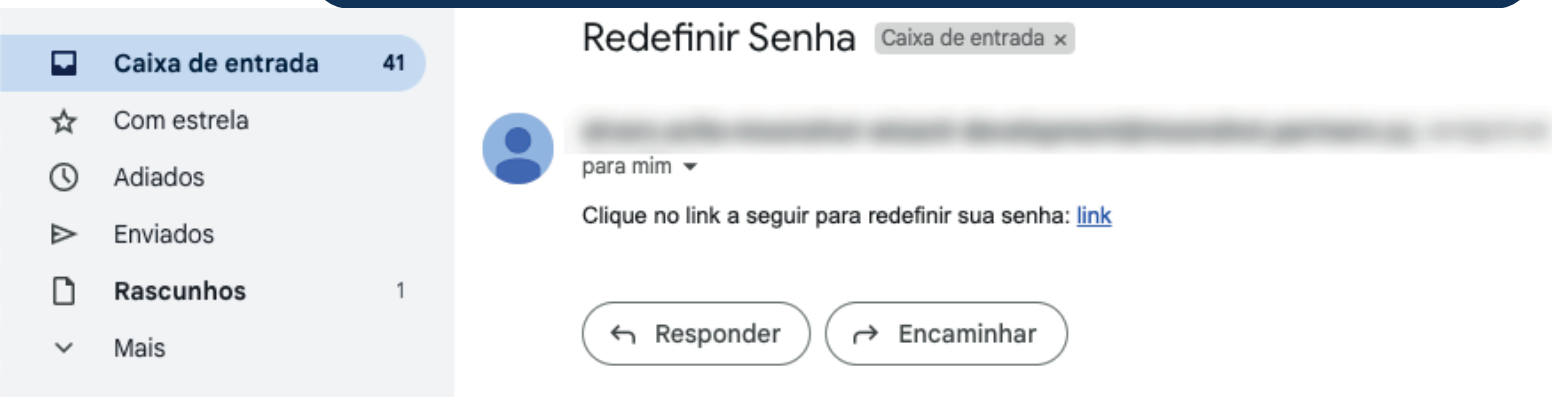 Caixa de entrada 41
Com estrela
Adiados
Enviados
Rascunhos 1
Mais
Redefinir Senha Caixa de entrada ×
para mim
Clique no link a seguir para redefinir sua senha: link
Responder Encaminhar